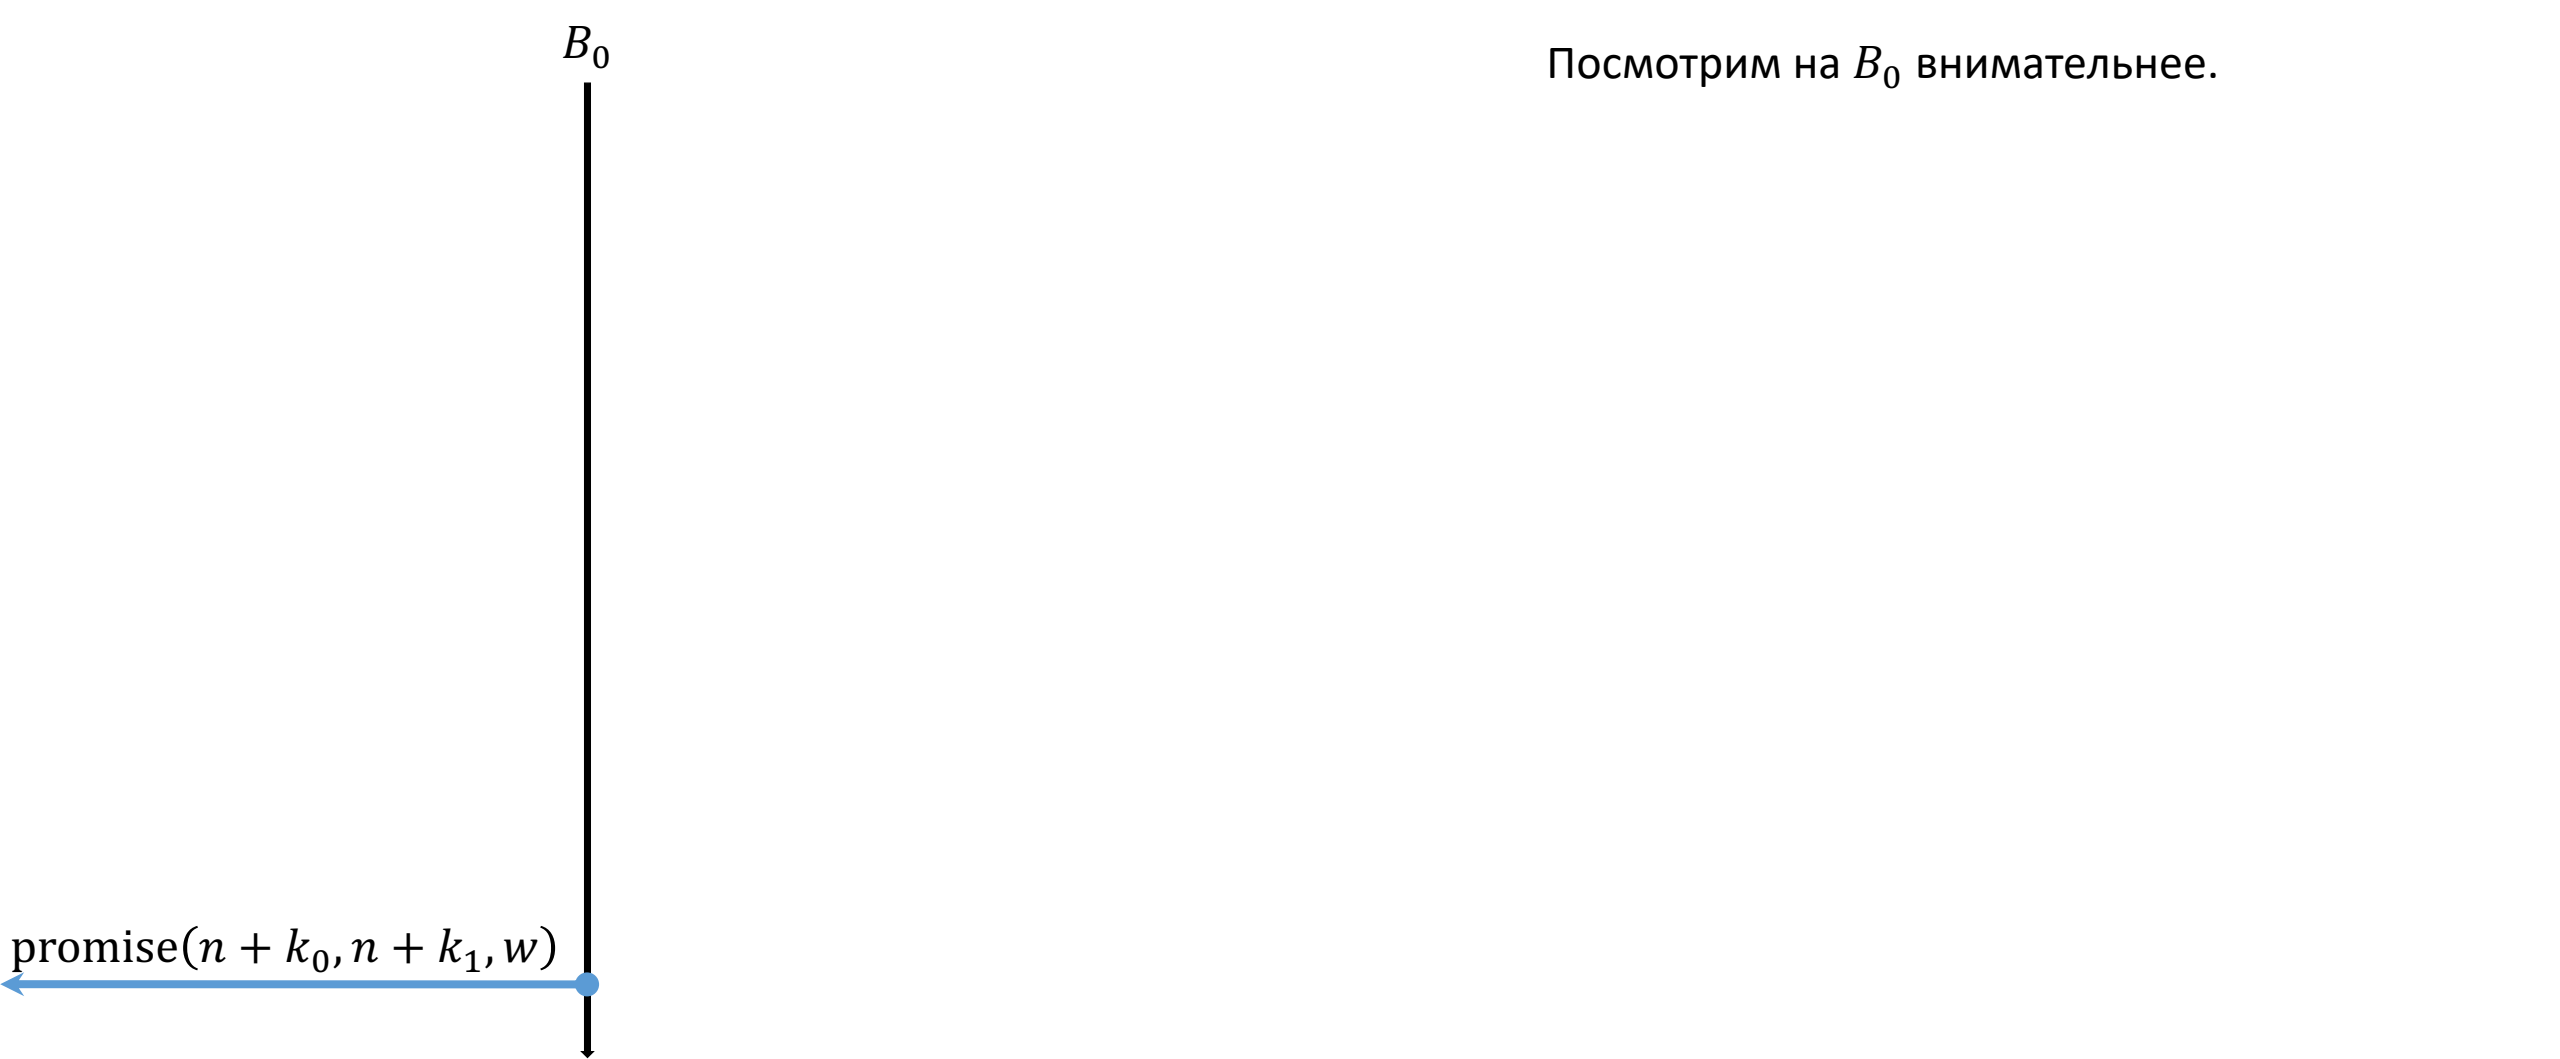 B₀
Посмотрим на B₀ внимательнее.
promise(n + k₀, n + k₁, w)